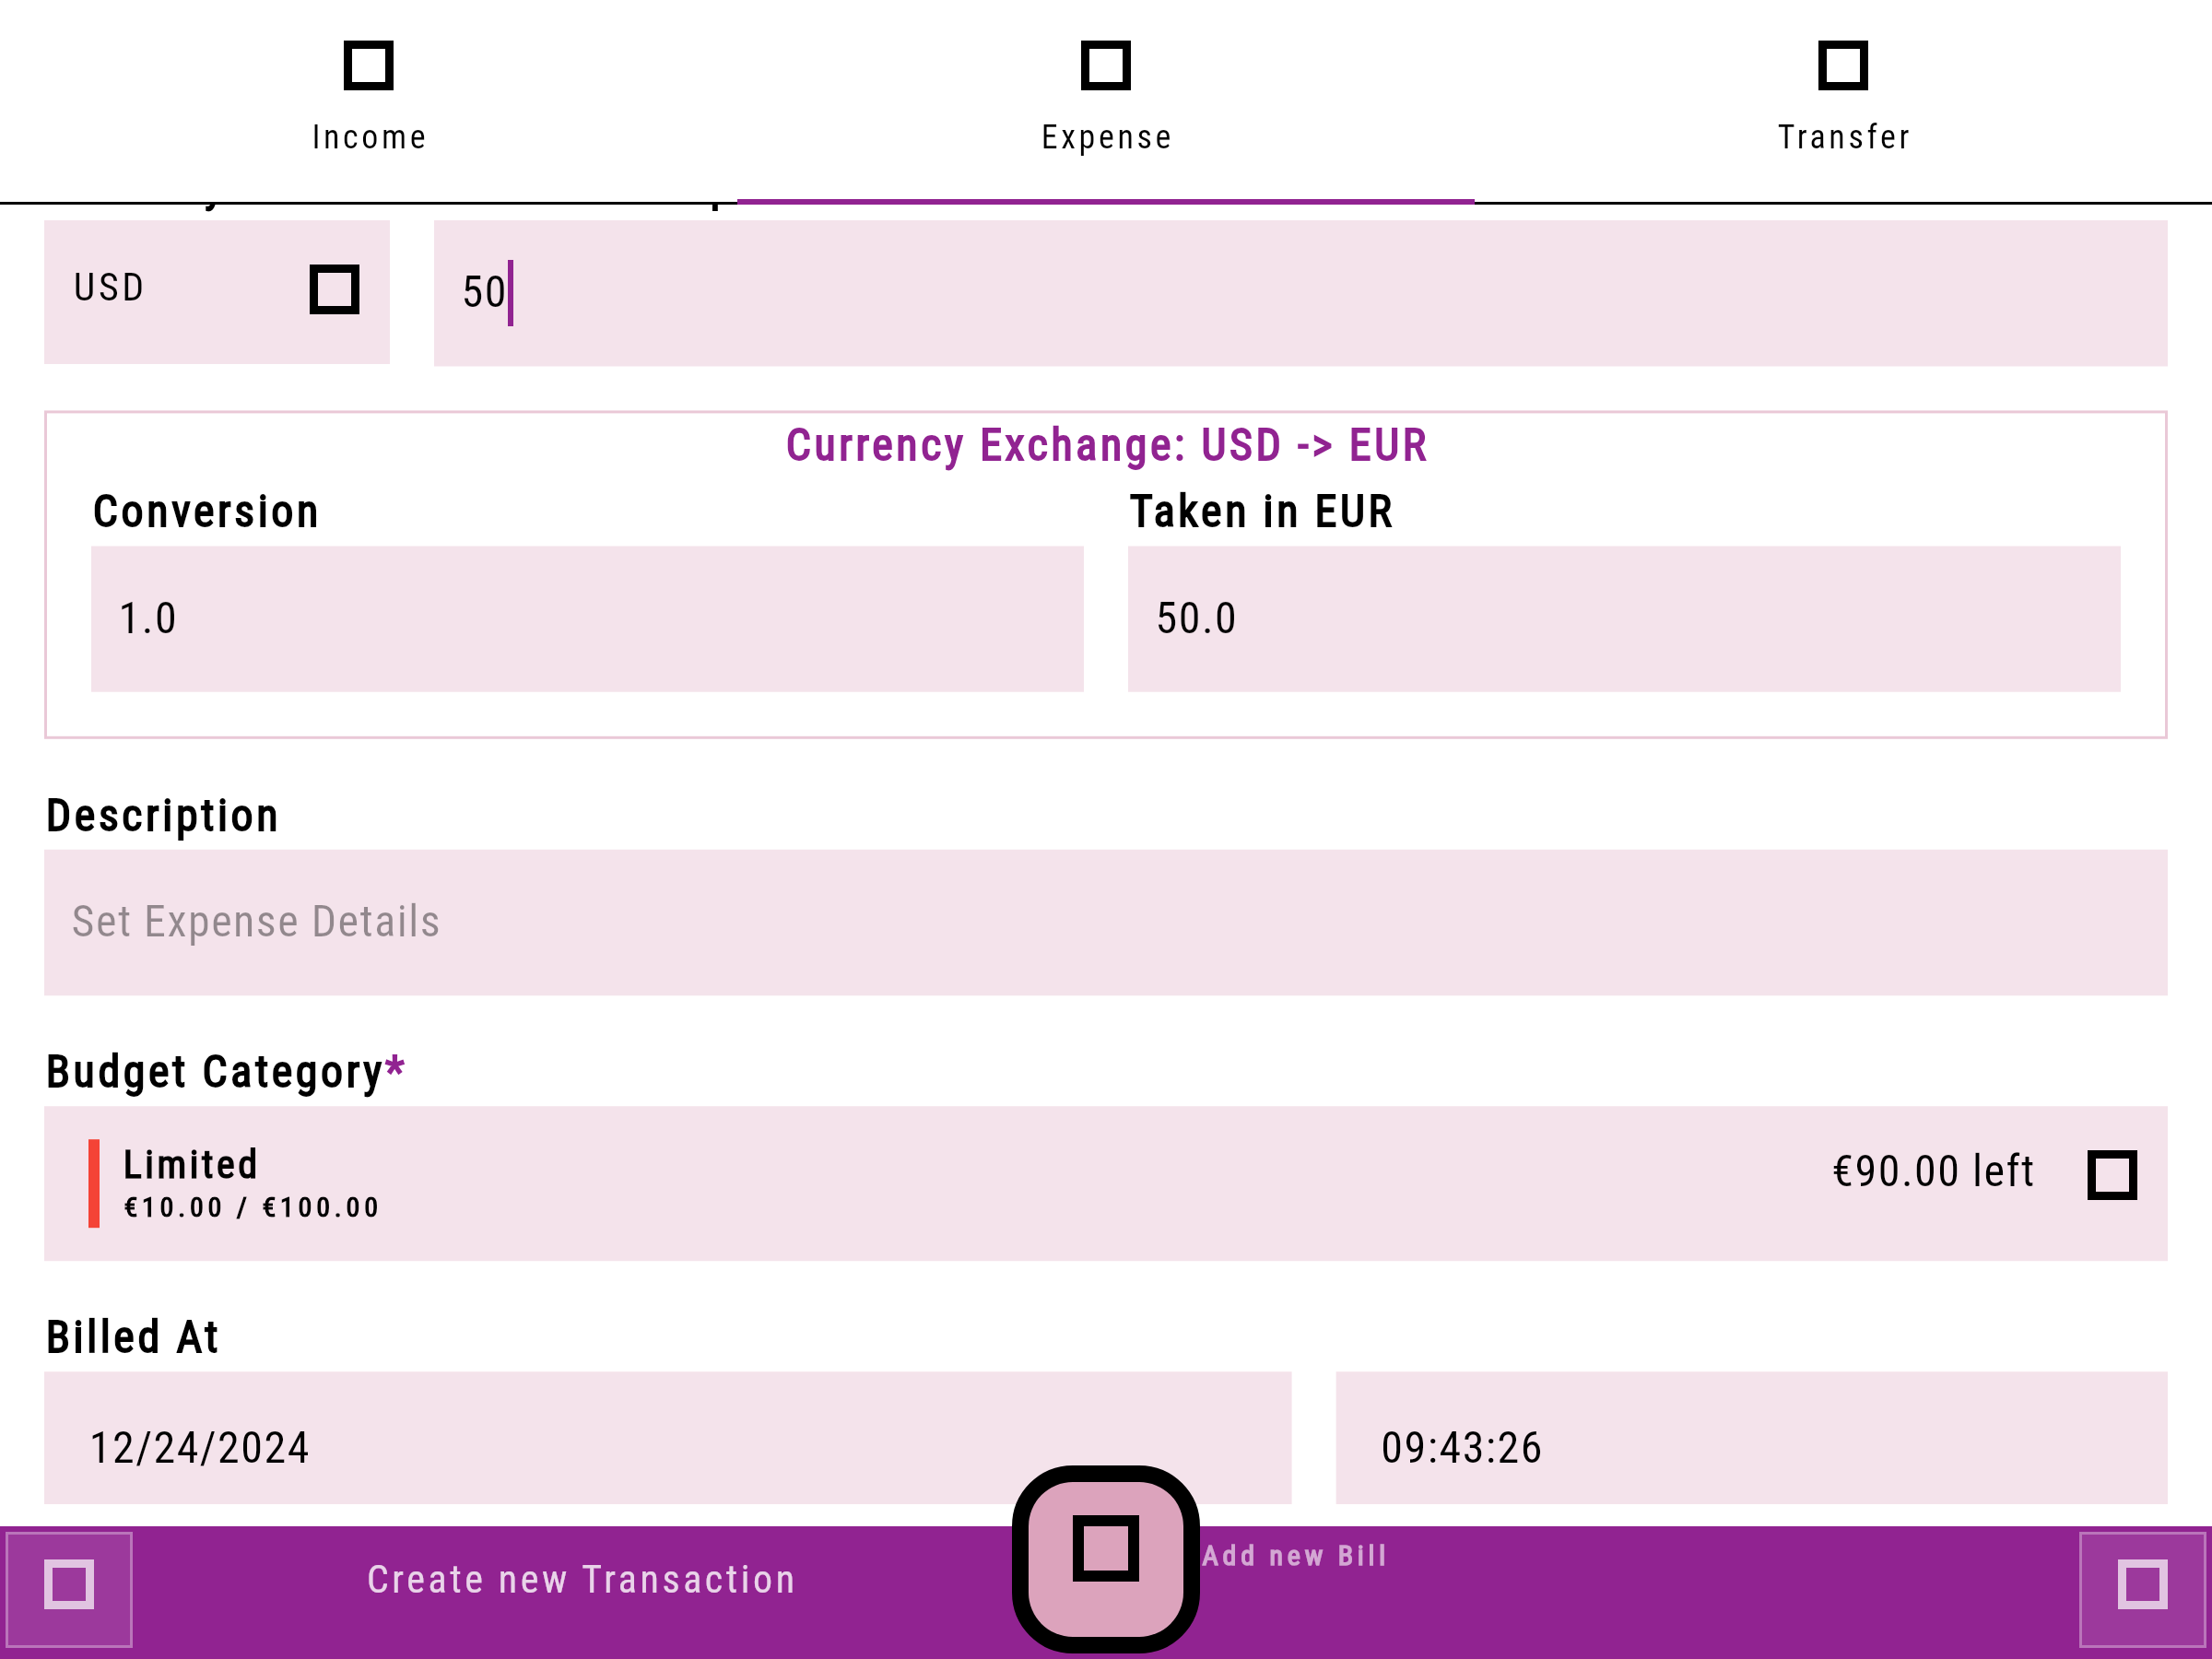 Income
Expense
Transfer
USD
50
Currency Exchange: USD -> EUR
Conversion
Taken in EUR
1.0
50.0
Description
Set Expense Details
Budget Category*
Limited
€10.00 / €100.00
€90.00 left
Billed At
12/24/2024
09:43:26
Create new Transaction
Add new Bill